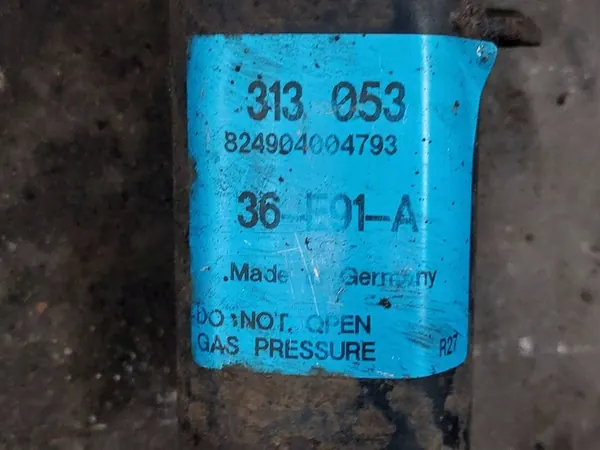 313 053
824904004793
36-E91-A
Made in Germany
DO NOT OPEN
GAS PRESSURE
R27